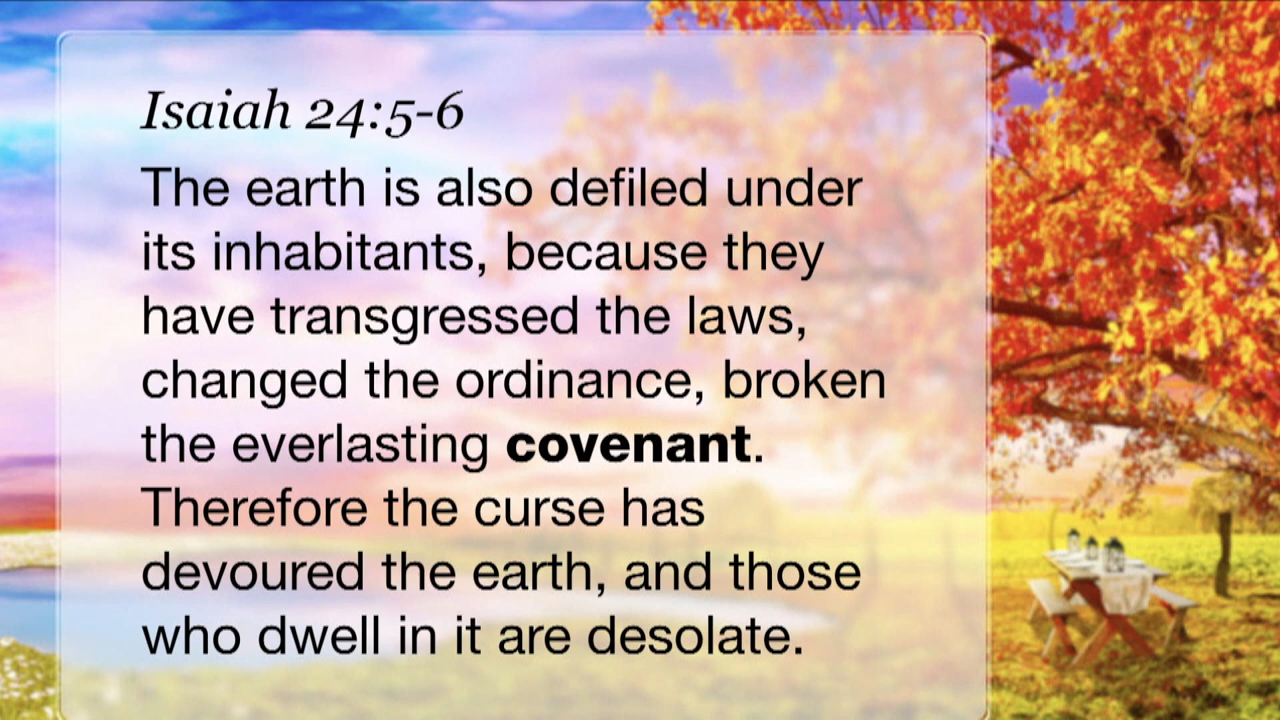 Isaiah 24:5-6
The earth is also defiled under
its inhabitants, because they
have transgressed the laws,
changed the ordinance, broken
the everlasting covenant.
Therefore the curse has
devoured the earth, and those
who dwell in it are desolate.